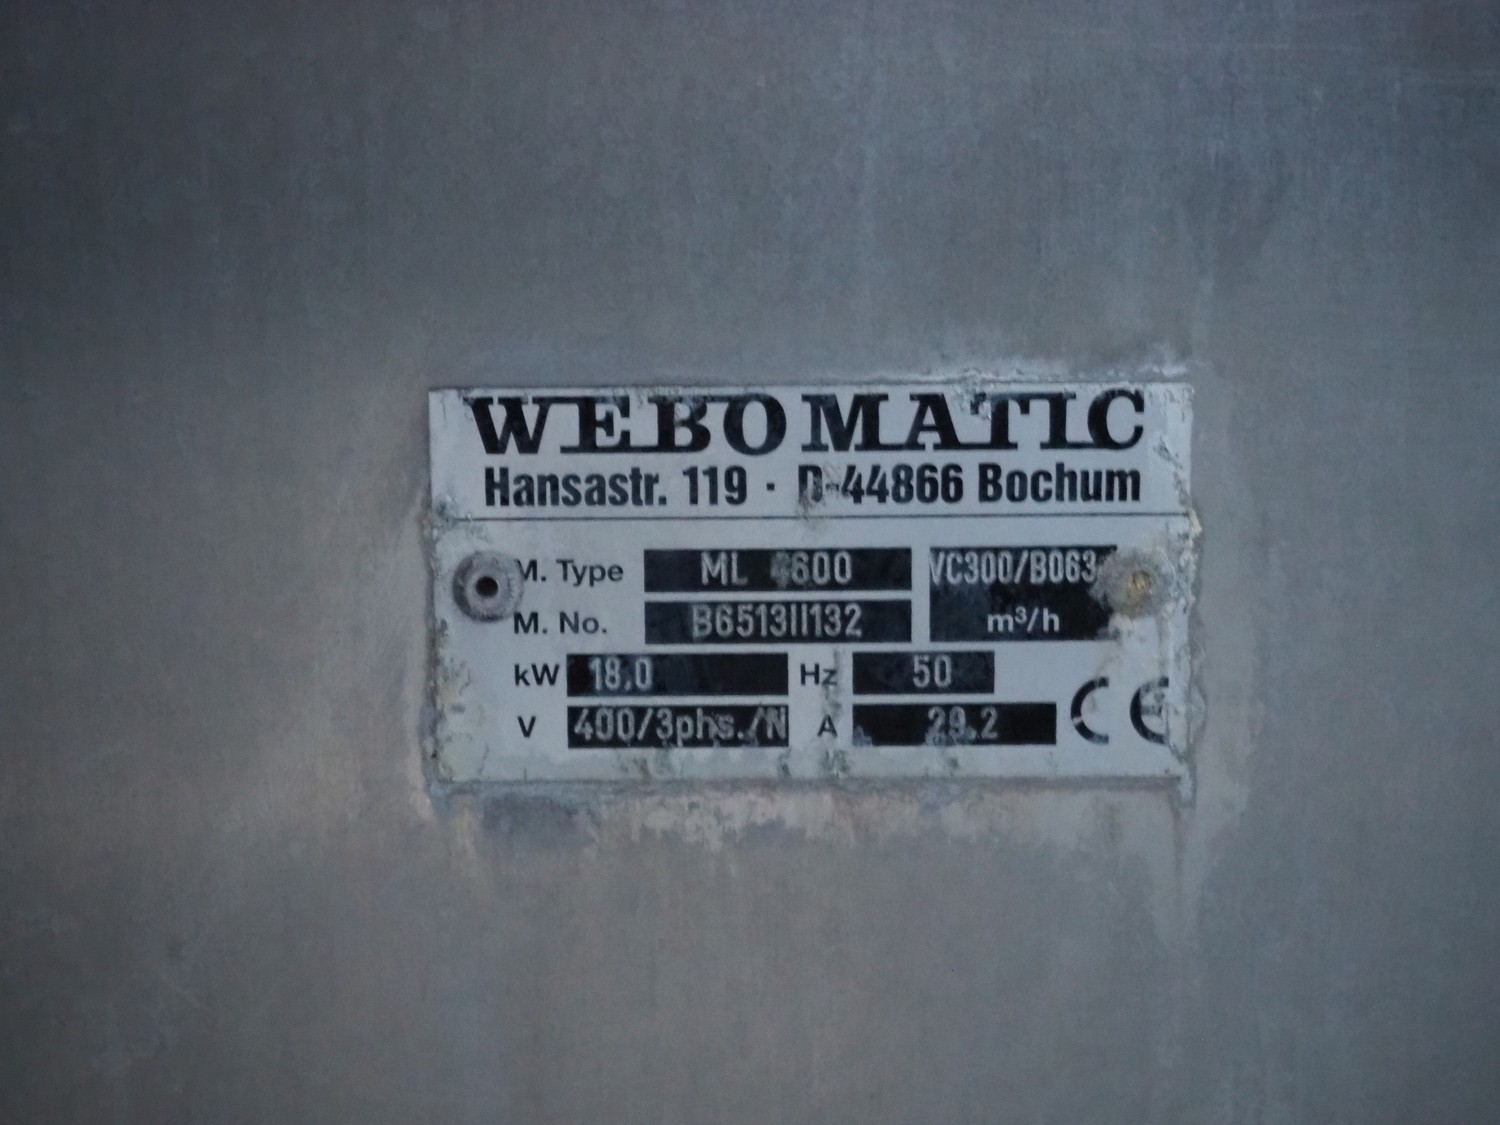 WEBOMATIC
Hansastr. 119 · D-44866 Bochum
M. Type ML 4600 VC300/B063
M. No. B6513II132 m³/h
kW 18,0 Hz 50
V 400/3phs./N A 29.2
CE